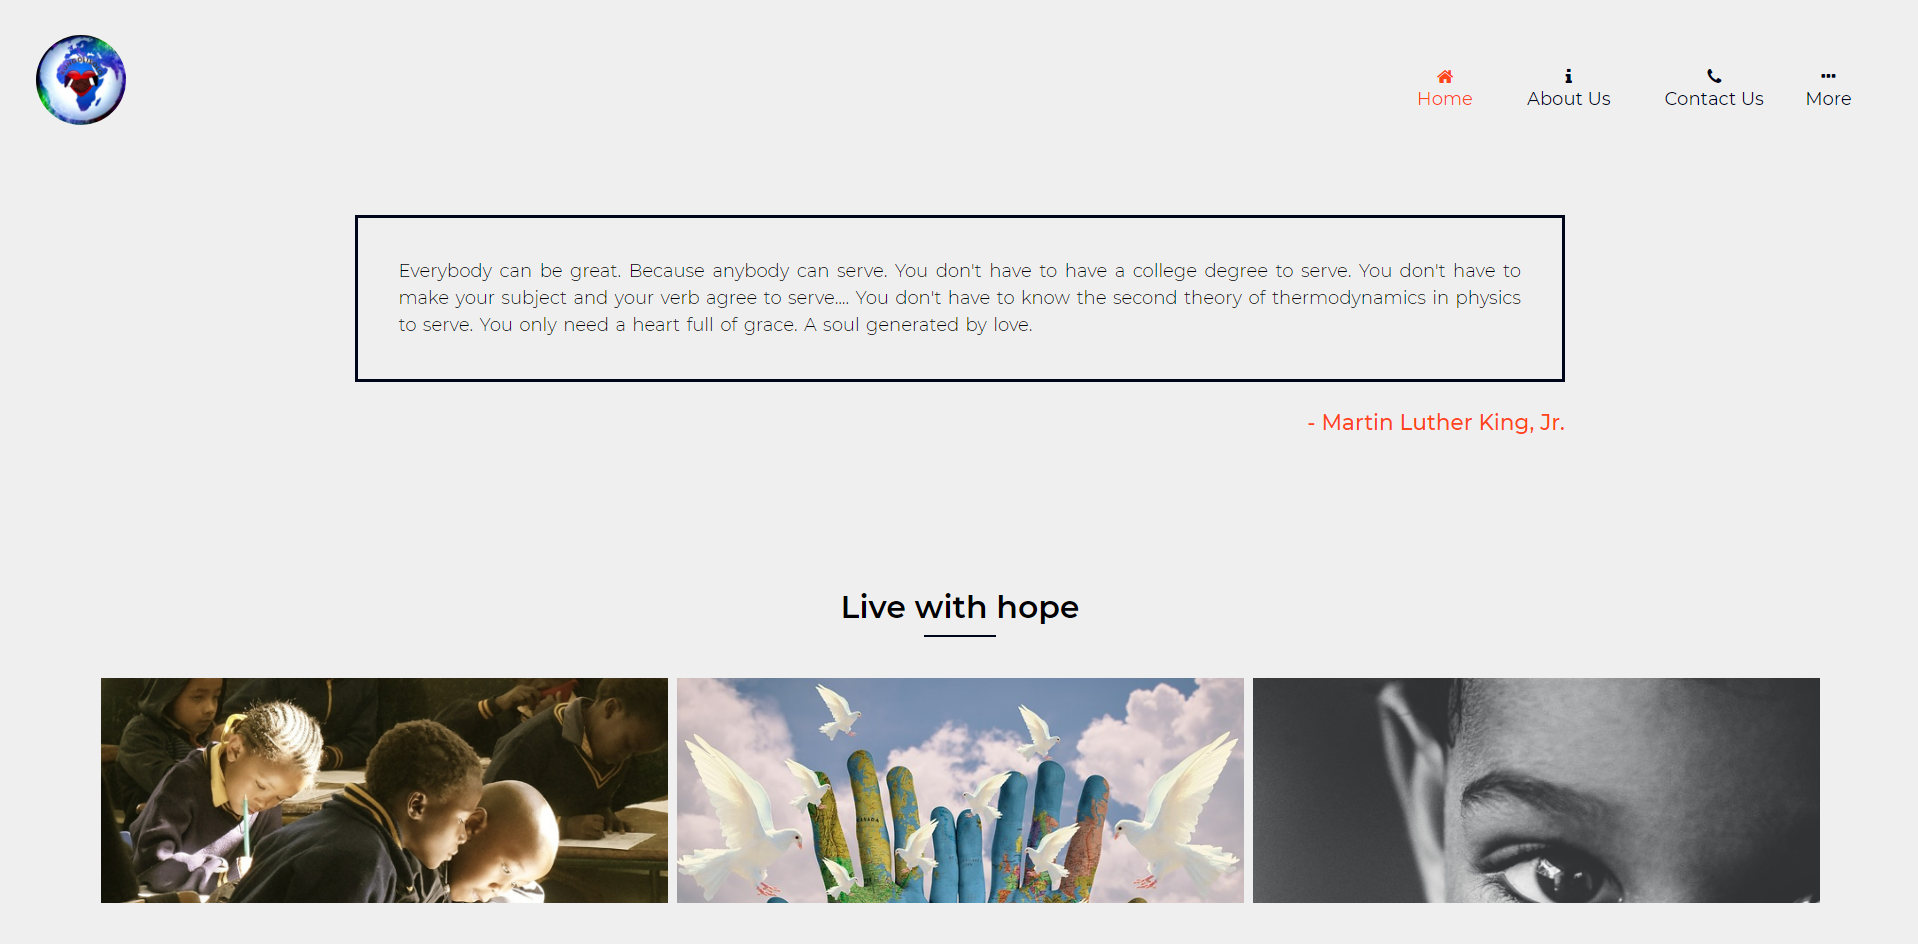 Home
About Us
Contact Us
More
Everybody can be great. Because anybody can serve. You don't have to have a college degree to serve. You don't have to
make your subject and your verb agree to serve.... You don't have to know the second theory of thermodynamics in physics
to serve. You only need a heart full of grace. A soul generated by love.
- Martin Luther King, Jr.
Live with hope
CANADA